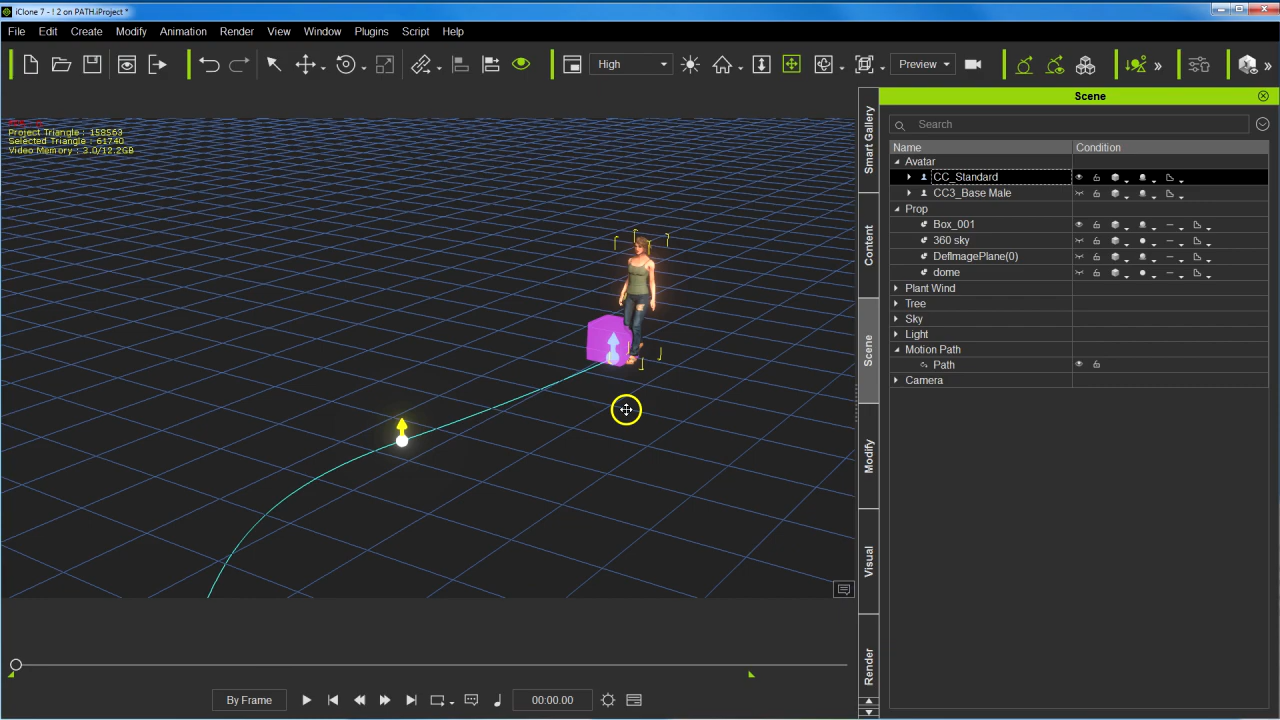 iClone 7 - ! 2 on PATH.iProject *
File Edit Create Modify Animation Render View Window Plugins Script Help
High
Preview
Project Triangle : 158563
Selected Triangle : 61740
Video Memory : 3.0/12.2GB
Smart Gallery
Content
Scene
Modify
Visual
Render
Scene
Search
Name Condition
Avatar
CC_Standard
CC3_Base Male
Prop
Box_001
360 sky
DefImagePlane(0)
dome
Plant Wind
Tree
Sky
Light
Motion Path
Path
Camera
By Frame
00:00.00